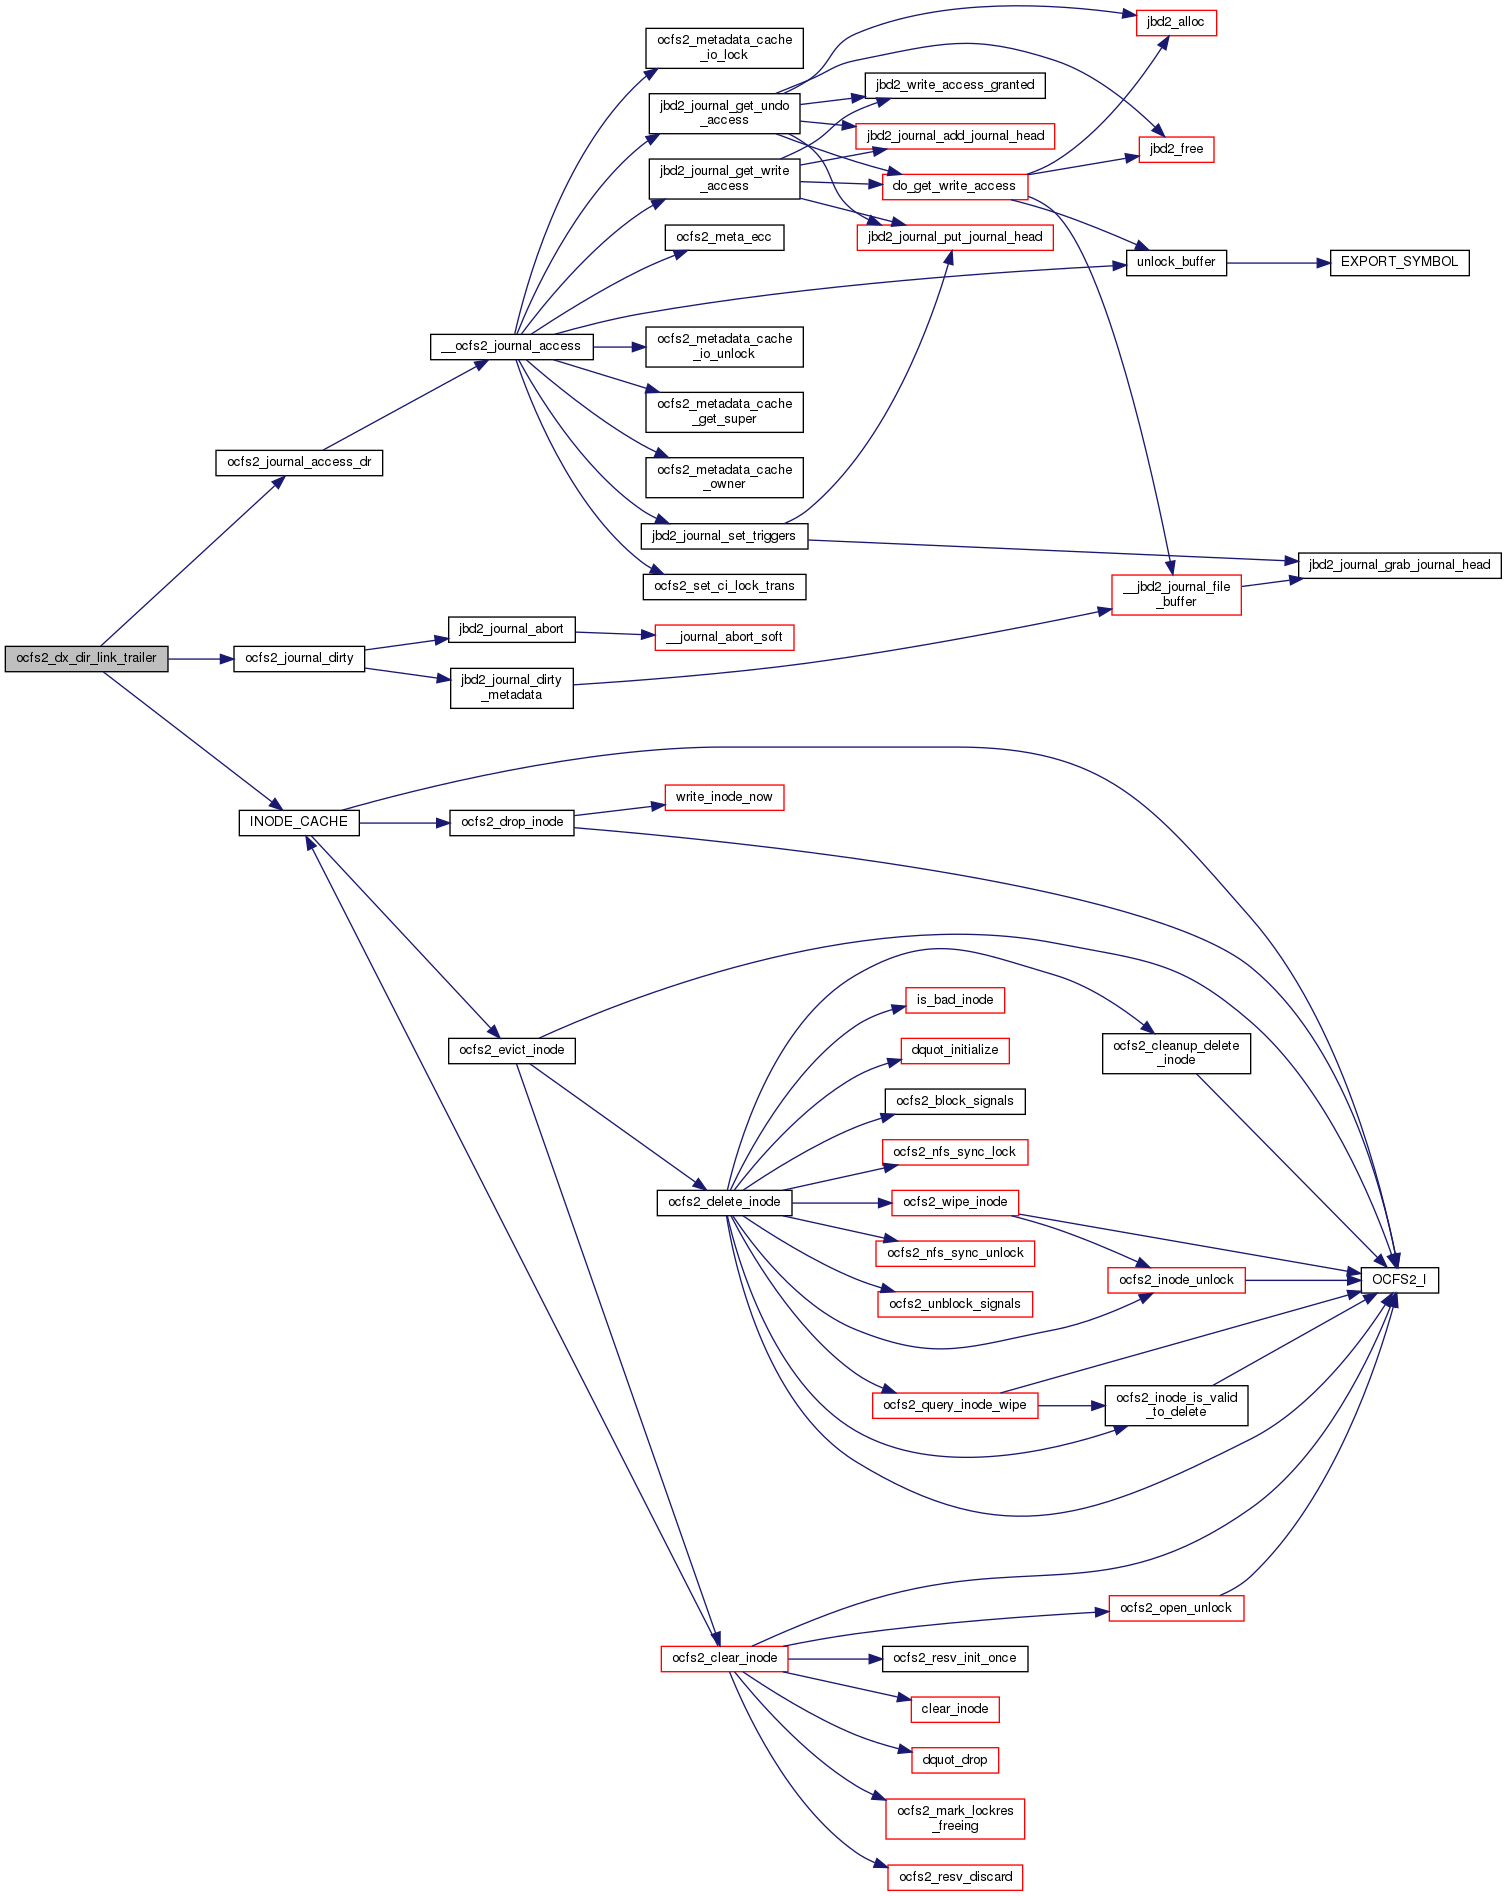 ocfs2_dx_dir_link_trailer
ocfs2_journal_access_dr
ocfs2_journal_dirty
INODE_CACHE
__ocfs2_journal_access
jbd2_journal_abort
jbd2_journal_dirty
_metadata
ocfs2_drop_inode
ocfs2_evict_inode
ocfs2_metadata_cache
_io_lock
jbd2_journal_get_undo
_access
jbd2_journal_get_write
_access
ocfs2_meta_ecc
ocfs2_metadata_cache
_io_unlock
ocfs2_metadata_cache
_get_super
ocfs2_metadata_cache
_owner
jbd2_journal_set_triggers
ocfs2_set_ci_lock_trans
__journal_abort_soft
write_inode_now
ocfs2_delete_inode
ocfs2_clear_inode
jbd2_write_access_granted
jbd2_journal_add_journal_head
do_get_write_access
jbd2_journal_put_journal_head
is_bad_inode
dquot_initialize
ocfs2_block_signals
ocfs2_nfs_sync_lock
ocfs2_wipe_inode
ocfs2_nfs_sync_unlock
ocfs2_unblock_signals
ocfs2_query_inode_wipe
ocfs2_resv_init_once
clear_inode
dquot_drop
ocfs2_mark_lockres
_freeing
ocfs2_resv_discard
jbd2_alloc
jbd2_free
unlock_buffer
__jbd2_journal_file
_buffer
ocfs2_cleanup_delete
_inode
ocfs2_inode_unlock
ocfs2_inode_is_valid
_to_delete
ocfs2_open_unlock
EXPORT_SYMBOL
jbd2_journal_grab_journal_head
OCFS2_I